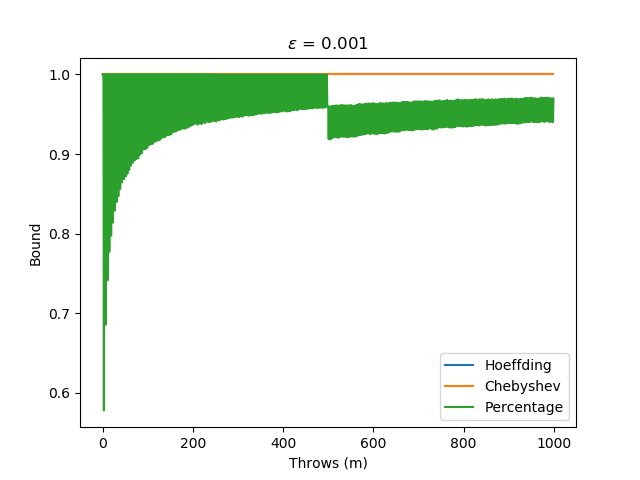 ε = 0.001
Bound
1.0
0.9
0.8
0.7
0.6
0
200
400
600
800
1000
Throws (m)
Hoeffding
Chebyshev
Percentage